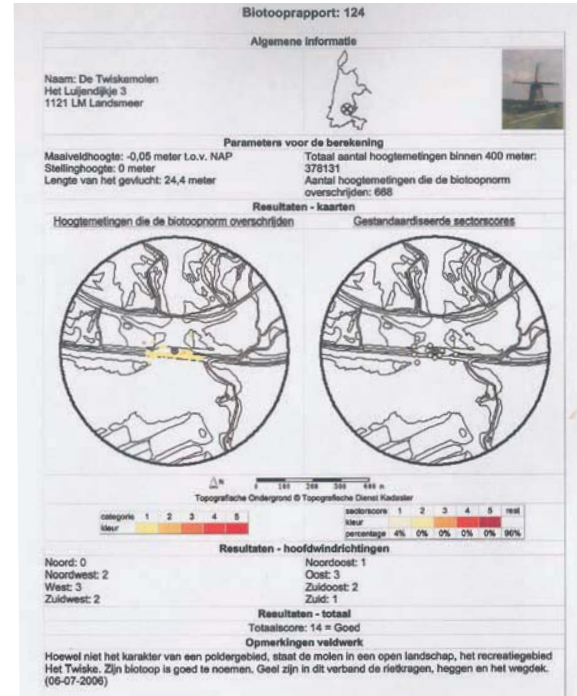 Biotooprapport: 124
Algemene informatie
Naam: De Twiskemolen
Het Luijendijkje 3
1121 LM Landsmeer
Parameters voor de berekening
Maaiveldhoogte: -0,05 meter t.o.v. NAP
Stellinghoogte: 0 meter
Lengte van het gevlucht: 24,4 meter
Totaal aantal hoogtemetingen binnen 400 meter:
378131
Aantal hoogtemetingen die de biotoopnorm
overschrijden: 668
Resultaten - kaarten
Hoogtemetingen die de biotoopnorm overschrijden
Gestandaardiseerde sectorscores
N
0 100 200 300 400 m.
Topografische Ondergrond © Topografische Dienst Kadaster
categorie 1 2 3 4 5
kleur
sectorscore 1 2 3 4 5 rest
kleur
percentage 4% 0% 0% 0% 0% 96%
Resultaten - hoofdwindrichtingen
Noord: 0
Noordwest: 2
West: 3
Zuidwest: 2
Noordoost: 1
Oost: 3
Zuidoost: 2
Zuid: 1
Resultaten - totaal
Totaalscore: 14 = Goed
Opmerkingen veldwerk
Hoewel niet het karakter van een poldergebied, staat de molen in een open landschap, het recreatiegebied
Het Twiske. Zijn biotoop is goed te noemen. Geel zijn in dit verband de rietkragen, heggen en het wegdek.
(06-07-2006)